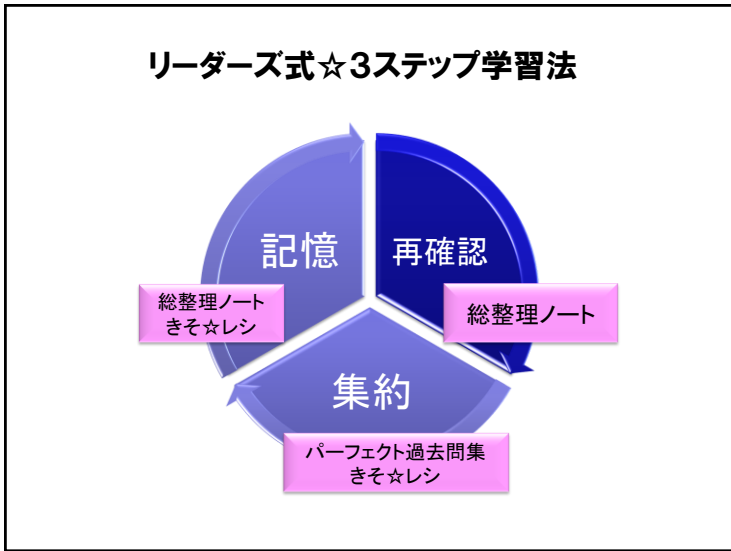 リーダーズ式☆3ステップ学習法
記憶
再確認
総整理ノート
きそ☆レシ
総整理ノート
集約
パーフェクト過去問集
きそ☆レシ